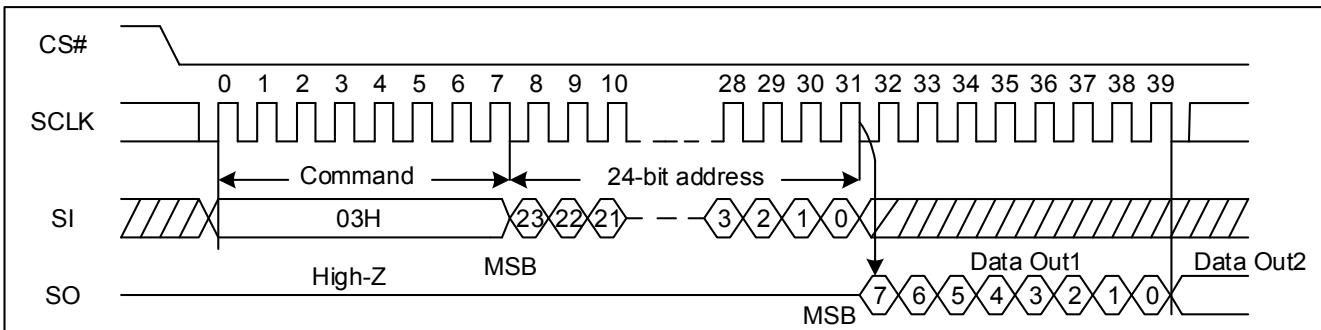 CS#
0 1 2 3 4 5 6 7 8 9 10 28 29 30 31 32 33 34 35 36 37 38 39
SCLK
Command 24-bit address
SI 03H 23 22 21 3 2 1 0
High-Z MSB Data Out1 Data Out2
SO 7 6 5 4 3 2 1 0
MSB